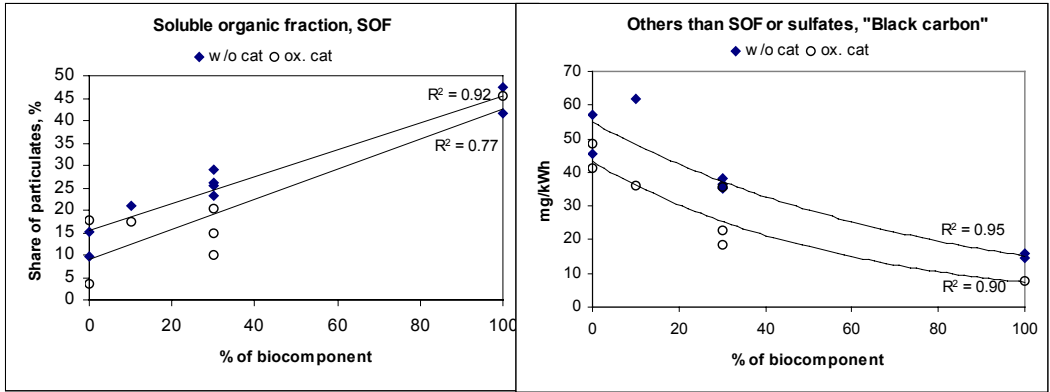 Soluble organic fraction, SOF
w/o cat ox. cat
Share of particulates, %
50
45
40
35
30
25
20
15
10
5
0
R² = 0.92
R² = 0.77
0 20 40 60 80 100
% of biocomponent
Others than SOF or sulfates, "Black carbon"
w/o cat ox. cat
mg/kWh
70
60
50
40
30
20
10
0
R² = 0.95
R² = 0.90
0 20 40 60 80 100
% of biocomponent